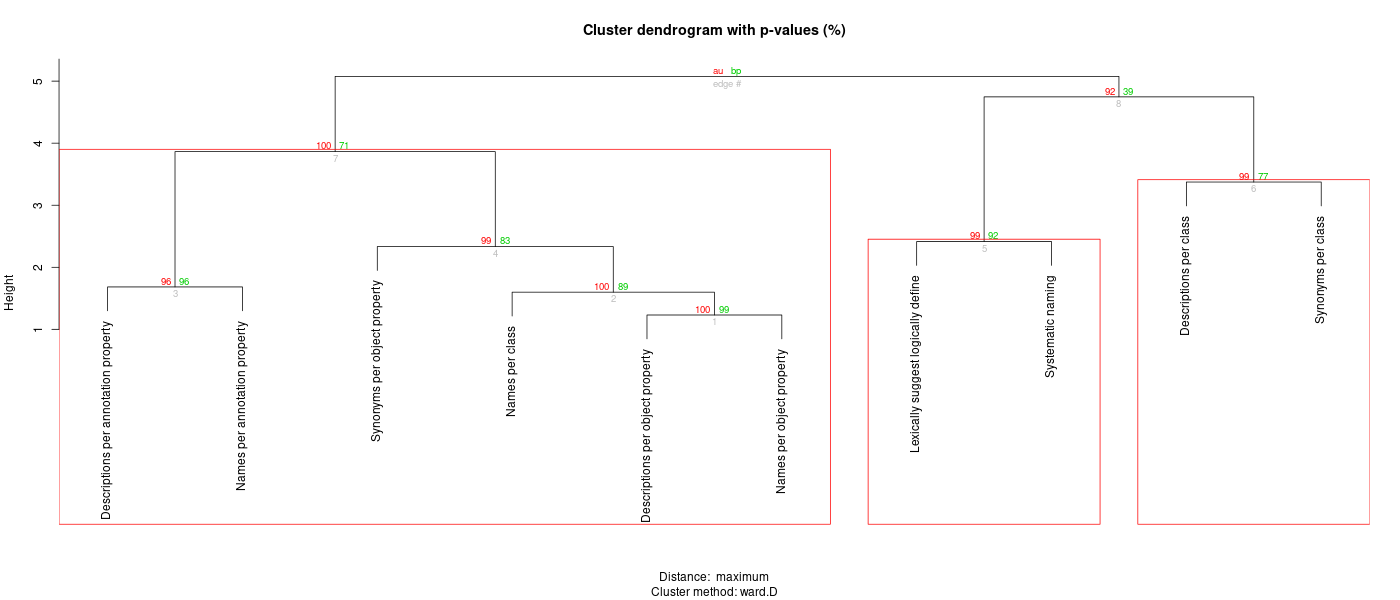 Cluster dendrogram with p-values (%)
au bp
edge #
92 39
8
100 71
7
99 77
6
99 83
4
99 92
5
96 96
3
100 89
2
100 99
1
Height
5
4
3
2
1
Descriptions per annotation property
Names per annotation property
Synonyms per object property
Names per class
Descriptions per object property
Names per object property
Lexically suggest logically define
Systematic naming
Descriptions per class
Synonyms per class
Distance: maximum
Cluster method: ward.D